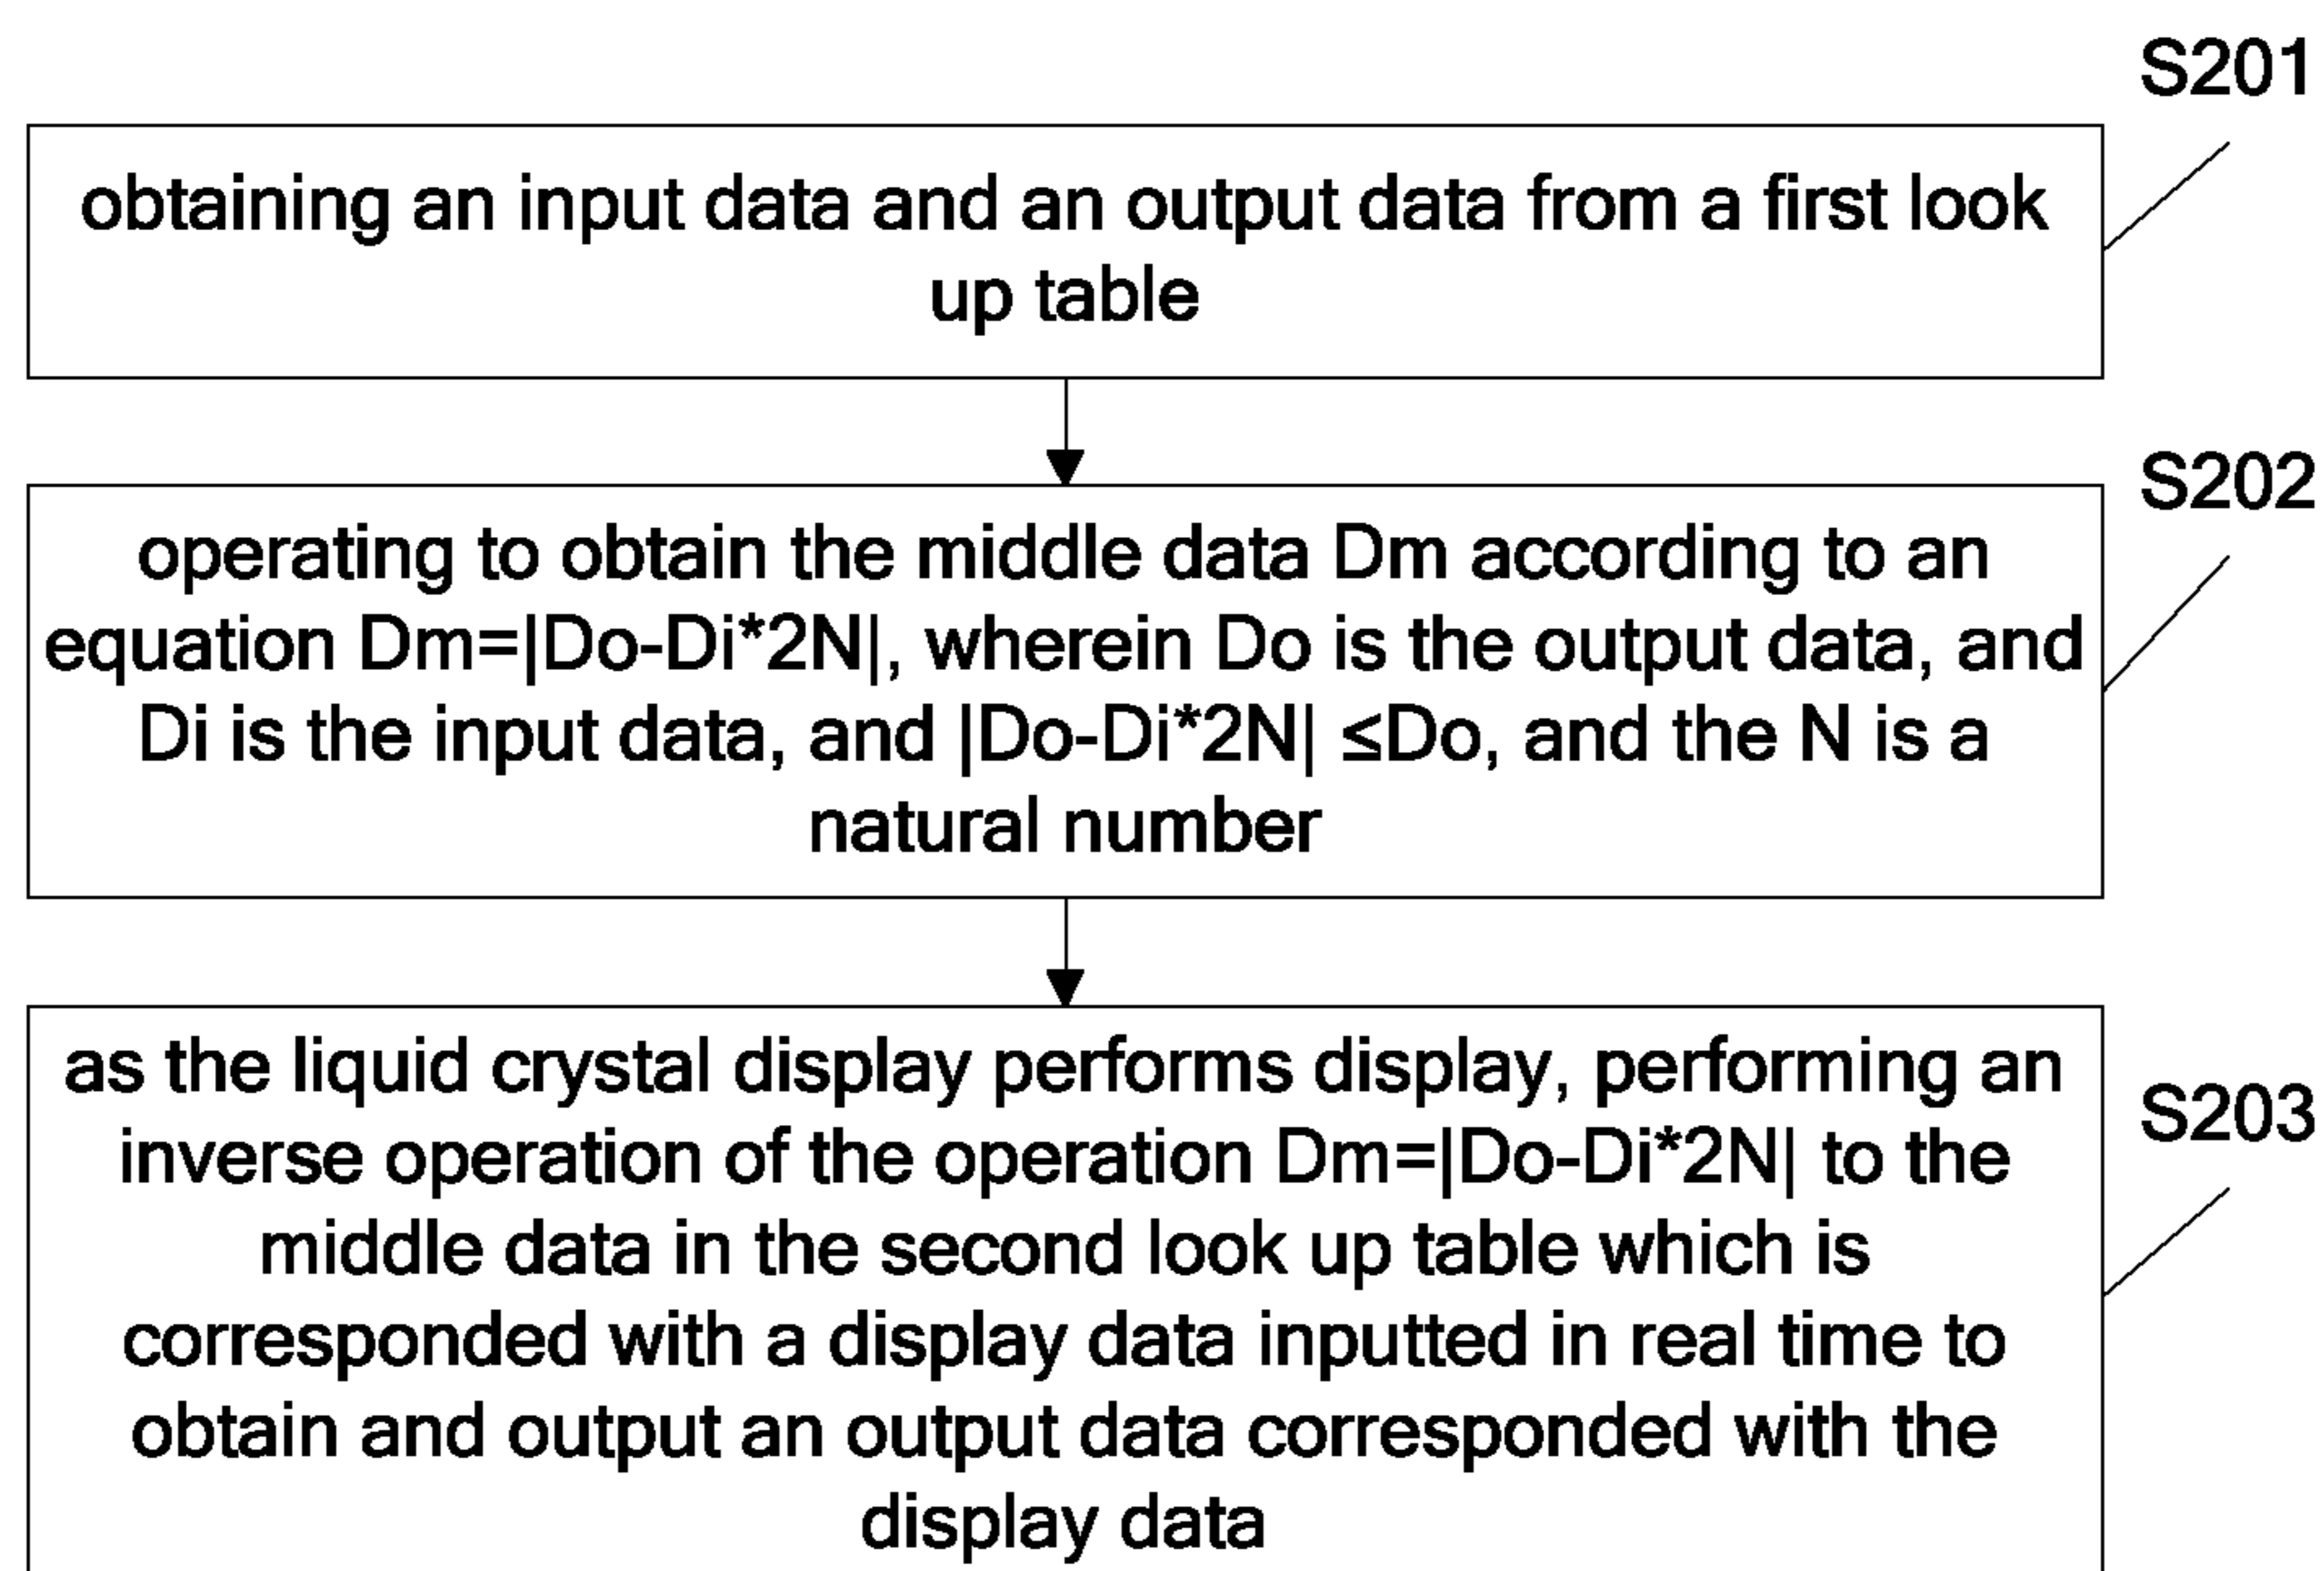 S201
obtaining an input data and an output data from a first look
up table
S202
operating to obtain the middle data Dm according to an
equation Dm=|Do-Di*2N|, wherein Do is the output data, and
Di is the input data, and |Do-Di*2N| ≤Do, and the N is a
natural number
as the liquid crystal display performs display, performing an
S203
inverse operation of the operation Dm=|Do-Di*2N| to the
middle data in the second look up table which is
corresponded with a display data inputted in real time to
obtain and output an output data corresponded with the
display data